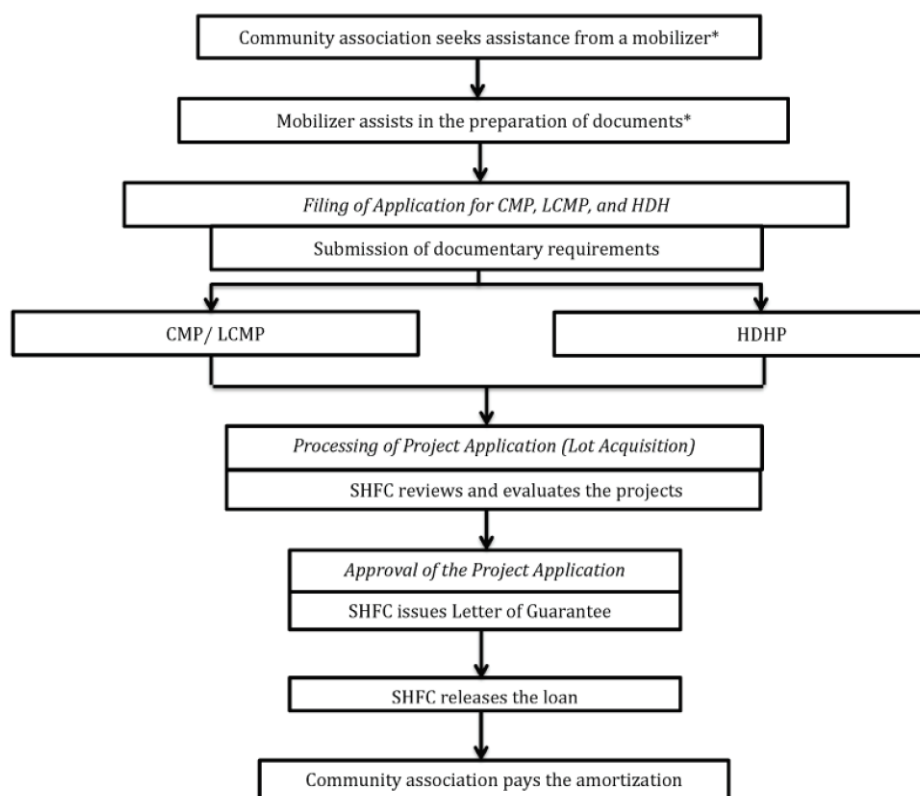 Community association seeks assistance from a mobilizer*
Mobilizer assists in the preparation of documents*
Filing of Application for CMP, LCMP, and HDH
Submission of documentary requirements
CMP/ LCMP
HDHP
Processing of Project Application (Lot Acquisition)
SHFC reviews and evaluates the projects
Approval of the Project Application
SHFC issues Letter of Guarantee
SHFC releases the loan
Community association pays the amortization